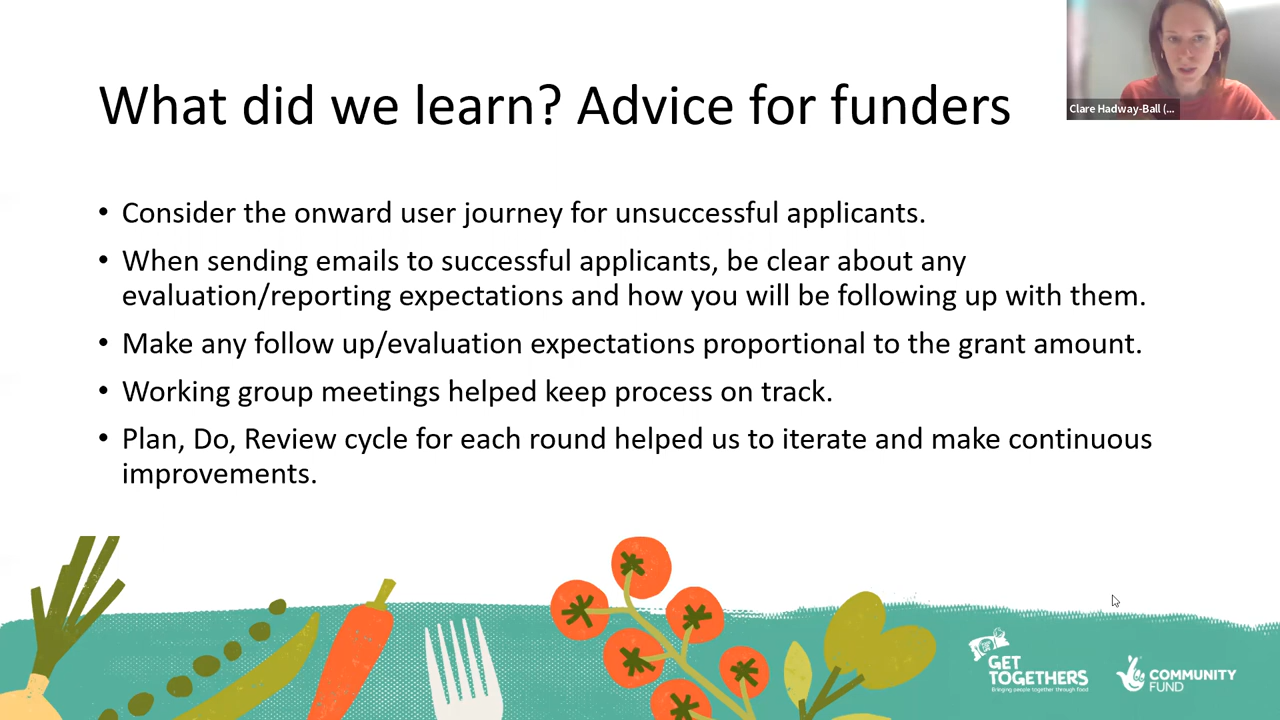 Clare Hadway-Ball (...
What did we learn? Advice for funders
• Consider the onward user journey for unsuccessful applicants.
• When sending emails to successful applicants, be clear about any
evaluation/reporting expectations and how you will be following up with them.
• Make any follow up/evaluation expectations proportional to the grant amount.
• Working group meetings helped keep process on track.
• Plan, Do, Review cycle for each round helped us to iterate and make continuous
improvements.
GET
TOGETHERS
Bringing people together through food
COMMUNITY
FUND